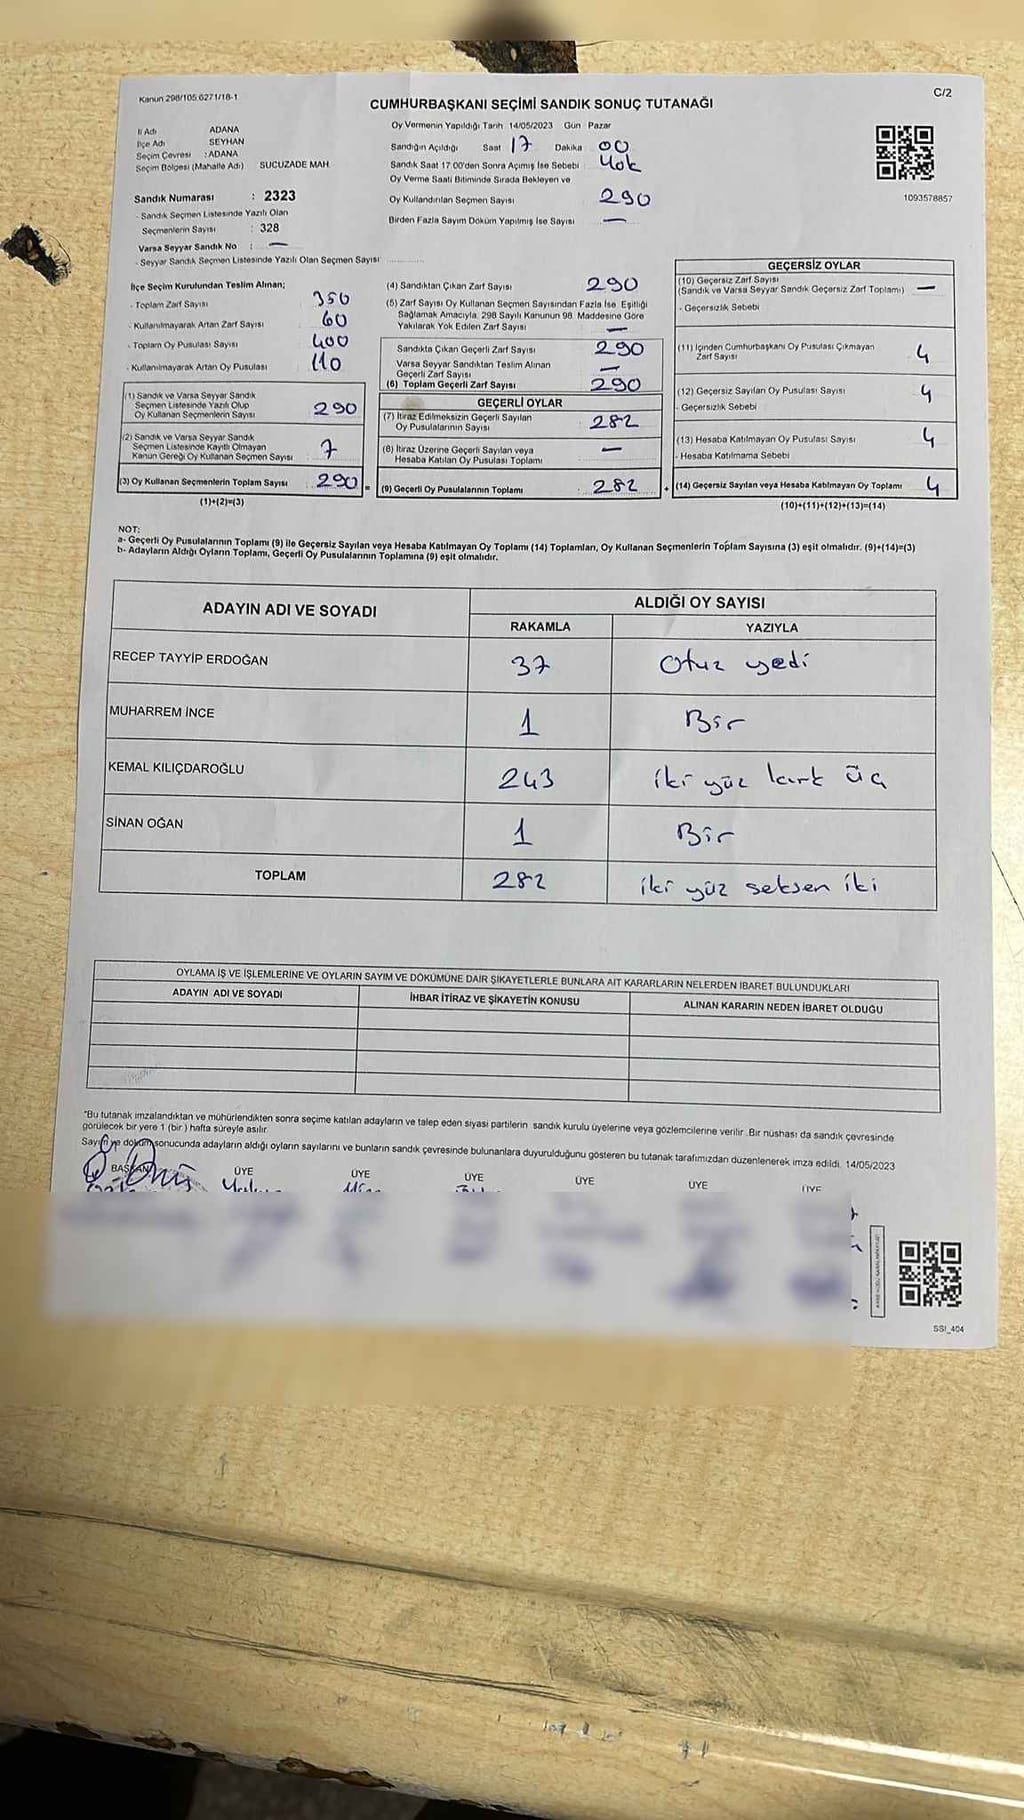 Kanun 298/105 6271/18-1
C/2
CUMHURBAŞKANI SEÇİMİ SANDIK SONUÇ TUTANAĞI
İl Adı ADANA
İlçe Adı SEYHAN
Seçim Çevresi : ADANA
Seçim Bölgesi (Mahalle Adı) SUCUZADE MAH.
Sandık Numarası : 2323
- Sandık Seçmen Listesinde Yazılı Olan
Seçmenlerin Sayısı : 328
Varsa Seyyar Sandık No : —
- Seyyar Sandık Seçmen Listesinde Yazılı Olan Seçmen Sayısı
Oy Vermenin Yapıldığı Tarih 14/05/2023 Gün Pazar
Sandığın Açıldığı Saat 17 Dakika 00
Sandık Saat 17.00'den Sonra Açımış İse Sebebi Yok
Oy Verme Saati Bitiminde Sırada Bekleyen ve
Oy Kullandırılan Seçmen Sayısı 290
Birden Fazla Sayım Döküm Yapılmış İse Sayısı —
1093578857
İlçe Seçim Kurulundan Teslim Alınan;
- Toplam Zarf Sayısı 350
- Kullanılmayarak Artan Zarf Sayısı 60
- Toplam Oy Pusulası Sayısı 400
- Kullanılmayarak Artan Oy Pusulası 110
(1) Sandık ve Varsa Seyyar Sandık
Seçmen Listesinde Yazılı Olup
Oy Kullanan Seçmenlerin Sayısı 290
(2) Sandık ve Varsa Seyyar Sandık
Seçmen Listesinde Kayıtlı Olmayan
Kanun Gereği Oy Kullanan Seçmen Sayısı 7
(3) Oy Kullanan Seçmenlerin Toplam Sayısı 290
(1)+(2)=(3)
(4) Sandıktan Çıkan Zarf Sayısı 290
(5) Zarf Sayısı Oy Kullanan Seçmen Sayısından Fazla İse, Eşitliği
Sağlamak Amacıyla, 298 Sayılı Kanunun 98. Maddesine Göre
Yakılarak Yok Edilen Zarf Sayısı —
Sandıkta Çıkan Geçerli Zarf Sayısı 290
Varsa Seyyar Sandıktan Teslim Alınan
Geçerli Zarf Sayısı —
(6) Toplam Geçerli Zarf Sayısı 290
GEÇERLİ OYLAR
(7) İtiraz Edilmeksizin Geçerli Sayılan
Oy Pusulalarının Sayısı 282
(8) İtiraz Üzerine Geçerli Sayılan veya
Hesaba Katılan Oy Pusulası Toplamı —
= (9) Geçerli Oy Pusulalarının Toplamı 282 +
GEÇERSİZ OYLAR
(10) Geçersiz Zarf Sayısı
(Sandık ve Varsa Seyyar Sandık Geçersiz Zarf Toplamı) —
- Geçersizlik Sebebi
(11) İçinden Cumhurbaşkanı Oy Pusulası Çıkmayan
Zarf Sayısı 4
(12) Geçersiz Sayılan Oy Pusulası Sayısı 4
- Geçersizlik Sebebi
(13) Hesaba Katılmayan Oy Pusulası Sayısı 4
- Hesaba Katılmama Sebebi
(14) Geçersiz Sayılan veya Hesaba Katılmayan Oy Toplamı 4
(10)+(11)+(12)+(13)=(14)
NOT:
a- Geçerli Oy Pusulalarının Toplamı (9) ile Geçersiz Sayılan veya Hesaba Katılmayan Oy Toplamı (14) Toplamları, Oy Kullanan Seçmenlerin Toplam Sayısına (3) eşit olmalıdır. (9)+(14)=(3)
b- Adayların Aldığı Oyların Toplamı, Geçerli Oy Pusulalarının Toplamına (9) eşit olmalıdır.
ADAYIN ADI VE SOYADI
ALDIĞI OY SAYISI
RAKAMLA YAZIYLA
RECEP TAYYİP ERDOĞAN 37 Otuz yedi
MUHARREM İNCE 1 Bir
KEMAL KILIÇDAROĞLU 243 iki yüz kırk üç
SİNAN OĞAN 1 Bir
TOPLAM 282 iki yüz seksen iki
OYLAMA İŞ VE İŞLEMLERİNE VE OYLARIN SAYIM VE DÖKÜMÜNE DAİR ŞİKAYETLERLE BUNLARA AİT KARARLARIN NELERDEN İBARET BULUNDUKLARI
ADAYIN ADI VE SOYADI İHBAR İTİRAZ VE ŞİKAYETİN KONUSU ALINAN KARARIN NEDEN İBARET OLDUĞU
*Bu tutanak imzalandıktan ve mühürlendikten sonra seçime katılan adayların ve talep eden siyasi partilerin sandık kurulu üyelerine veya gözlemcilerine verilir. Bir nüshası da sandık çevresinde
görülecek bir yere 1 (bir) hafta süreyle asılır.
Sayım ve döküm sonucunda adayların aldığı oyların sayılarını ve bunların sandık çevresinde bulunanlara duyurulduğunu gösteren bu tutanak tarafımızdan düzenlenerek imza edildi. 14/05/2023
BAŞKAN ÜYE ÜYE ÜYE ÜYE ÜYE ÜYE
SSI_404